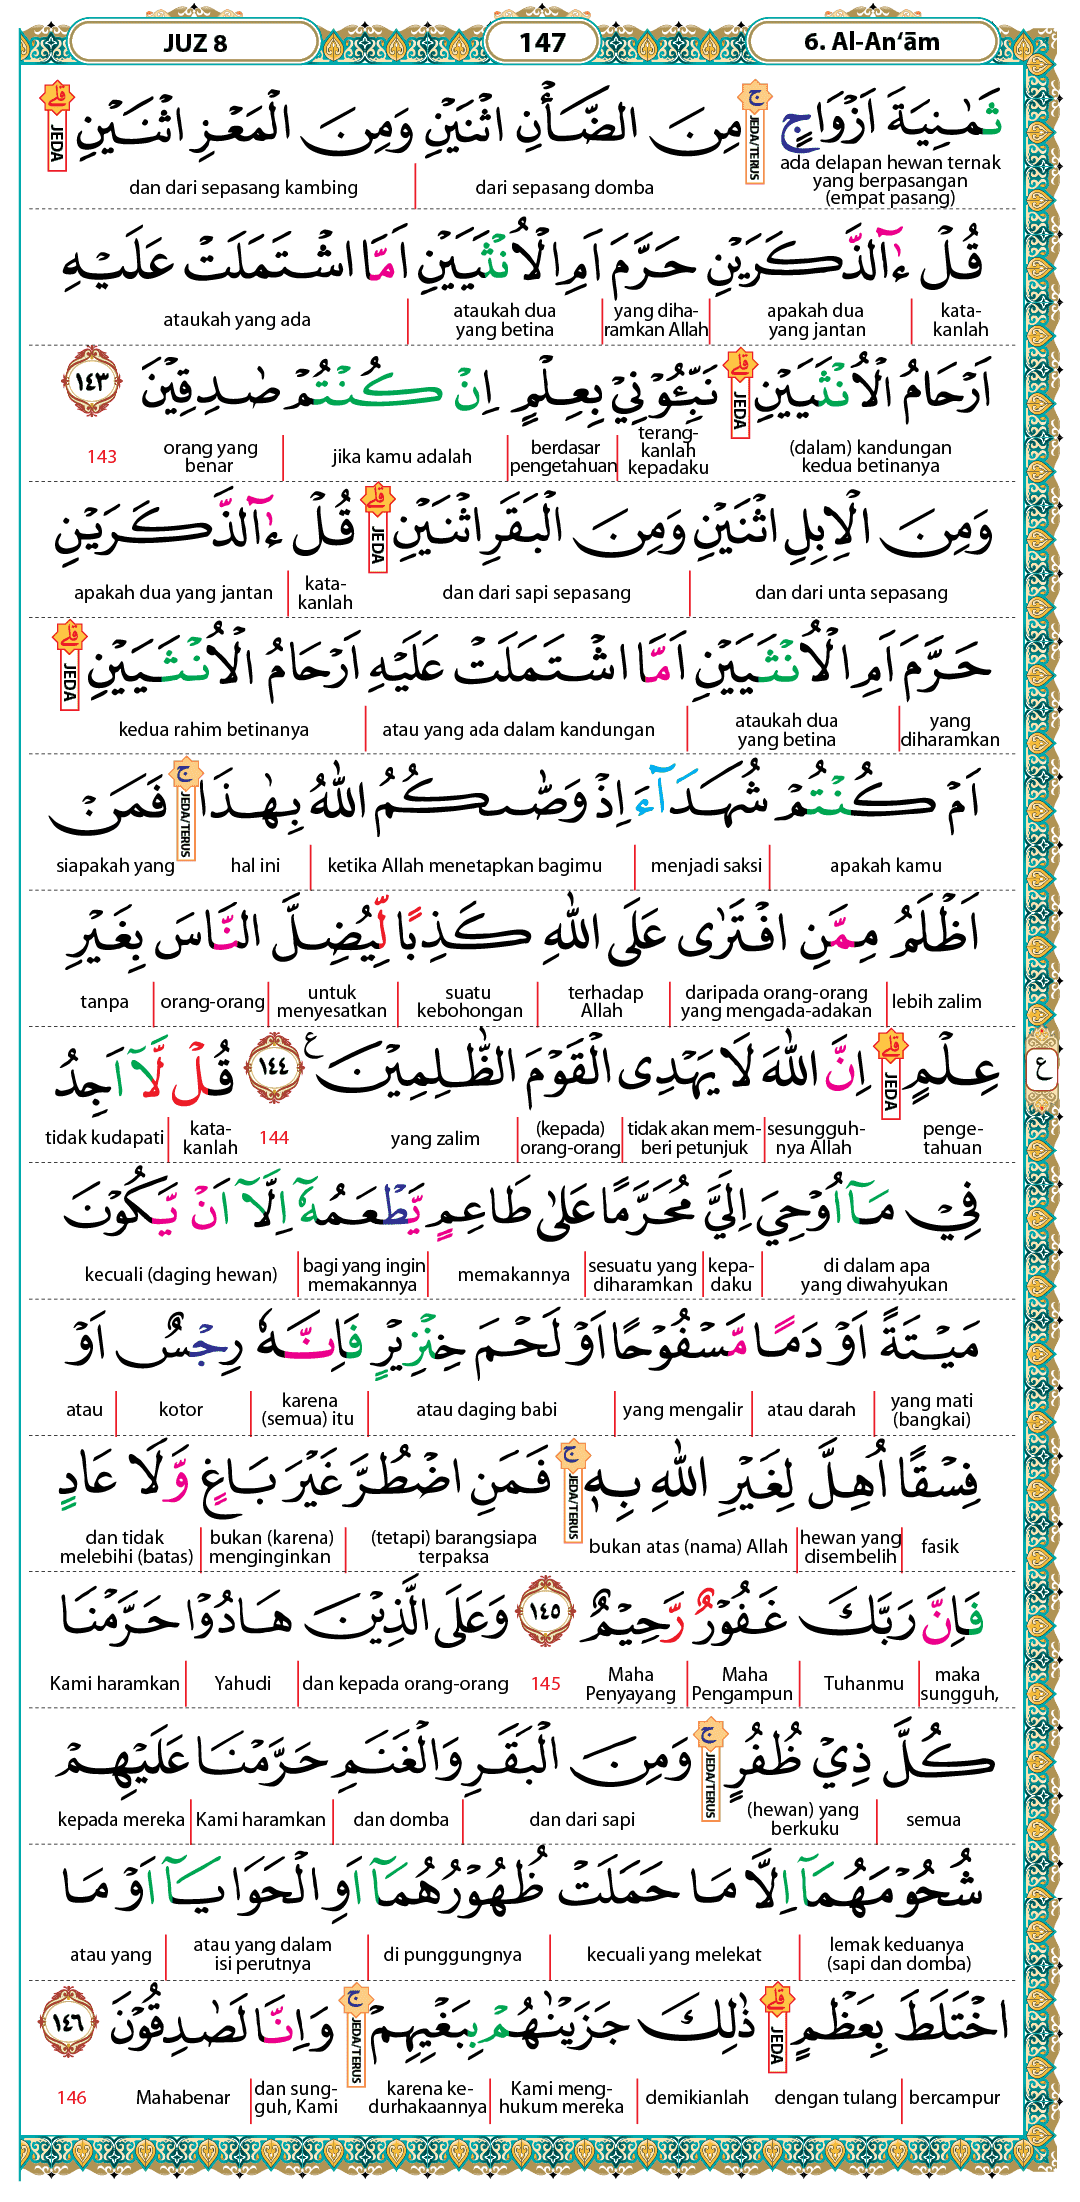 JUZ 8 147 6. Al-An‘ām
ثَمٰنِيَةَ اَزْوَاجٍۚ مِنَ الضَّأْنِ اثْنَيْنِ وَمِنَ الْمَعْزِ اثْنَيْنِۗ
ada delapan hewan ternak yang berpasangan (empat pasang) JEDA/TERUS dari sepasang domba dan dari sepasang kambing JEDA
قُلْ ءٰۤالذَّكَرَيْنِ حَرَّمَ اَمِ الْاُنْثَيَيْنِ اَمَّا اشْتَمَلَتْ عَلَيْهِ
kata-kanlah apakah dua yang jantan yang diha-ramkan Allah ataukah dua yang betina ataukah yang ada
اَرْحَامُ الْاُنْثَيَيْنِۗ نَبِّـُٔوْنِيْ بِعِلْمٍ اِنْ كُنْتُمْ صٰدِقِيْنَ ١٤٣
(dalam) kandungan kedua betinanya JEDA terang-kanlah kepadaku berdasar pengetahuan jika kamu adalah orang yang benar 143
وَمِنَ الْاِبِلِ اثْنَيْنِ وَمِنَ الْبَقَرِ اثْنَيْنِۗ قُلْ ءٰۤالذَّكَرَيْنِ
dan dari unta sepasang dan dari sapi sepasang JEDA kata-kanlah apakah dua yang jantan
حَرَّمَ اَمِ الْاُنْثَيَيْنِ اَمَّا اشْتَمَلَتْ عَلَيْهِ اَرْحَامُ الْاُنْثَيَيْنِۗ
yang diharamkan ataukah dua yang betina atau yang ada dalam kandungan kedua rahim betinanya JEDA
اَمْ كُنْتُمْ شُهَدَاۤءَ اِذْ وَصّٰىكُمُ اللّٰهُ بِهٰذَاۚ فَمَنْ
apakah kamu menjadi saksi ketika Allah menetapkan bagimu hal ini JEDA/TERUS siapakah yang
اَظْلَمُ مِمَّنِ افْتَرٰى عَلَى اللّٰهِ كَذِبًا لِّيُضِلَّ النَّاسَ بِغَيْرِ
lebih zalim daripada orang-orang yang mengada-adakan terhadap Allah suatu kebohongan untuk menyesatkan orang-orang tanpa
عِلْمٍۗ اِنَّ اللّٰهَ لَا يَهْدِى الْقَوْمَ الظّٰلِمِيْنَ ࣖ ١٤٤ قُلْ لَّآ اَجِدُ ع
penge-tahuan JEDA sesungguh-nya Allah tidak akan mem-beri petunjuk (kepada) orang-orang yang zalim 144 kata-kanlah tidak kudapati
فِيْ مَآ اُوْحِيَ اِلَيَّ مُحَرَّمًا عَلٰى طَاعِمٍ يَّطْعَمُهٗٓ اِلَّآ اَنْ يَّكُوْنَ
di dalam apa yang diwahyukan kepa-daku sesuatu yang diharamkan memakannya bagi yang ingin memakannya kecuali (daging hewan)
مَيْتَةً اَوْ دَمًا مَّسْفُوْحًا اَوْ لَحْمَ خِنْزِيْرٍ فَاِنَّهٗ رِجْسٌ اَوْ
yang mati (bangkai) atau darah yang mengalir atau daging babi karena (semua) itu kotor atau
فِسْقًا اُهِلَّ لِغَيْرِ اللّٰهِ بِهٖۚ فَمَنِ اضْطُرَّ غَيْرَ بَاغٍ وَّلَا عَادٍ
fasik hewan yang disembelih bukan atas (nama) Allah JEDA/TERUS (tetapi) barangsiapa terpaksa bukan (karena) menginginkan dan tidak melebihi (batas)
فَاِنَّ رَبَّكَ غَفُوْرٌ رَّحِيْمٌ ١٤٥ وَعَلَى الَّذِيْنَ هَادُوْا حَرَّمْنَا
maka sungguh, Tuhanmu Maha Pengampun Maha Penyayang 145 dan kepada orang-orang Yahudi Kami haramkan
كُلَّ ذِيْ ظُفُرٍۚ وَمِنَ الْبَقَرِ وَالْغَنَمِ حَرَّمْنَا عَلَيْهِمْ
semua (hewan) yang berkuku JEDA/TERUS dan dari sapi dan domba Kami haramkan kepada mereka
شُحُوْمَهُمَآ اِلَّا مَا حَمَلَتْ ظُهُوْرُهُمَآ اَوِ الْحَوَايَآ اَوْ مَا
lemak keduanya (sapi dan domba) kecuali yang melekat di punggungnya atau yang dalam isi perutnya atau yang
اخْتَلَطَ بِعَظْمٍۗ ذٰلِكَ جَزَيْنٰهُمْ بِبَغْيِهِمْۚ وَاِنَّا لَصٰدِقُوْنَ ١٤٦
bercampur dengan tulang JEDA demikianlah Kami meng-hukum mereka karena ke-durhakaannya JEDA/TERUS dan sung-guh, Kami Mahabenar 146